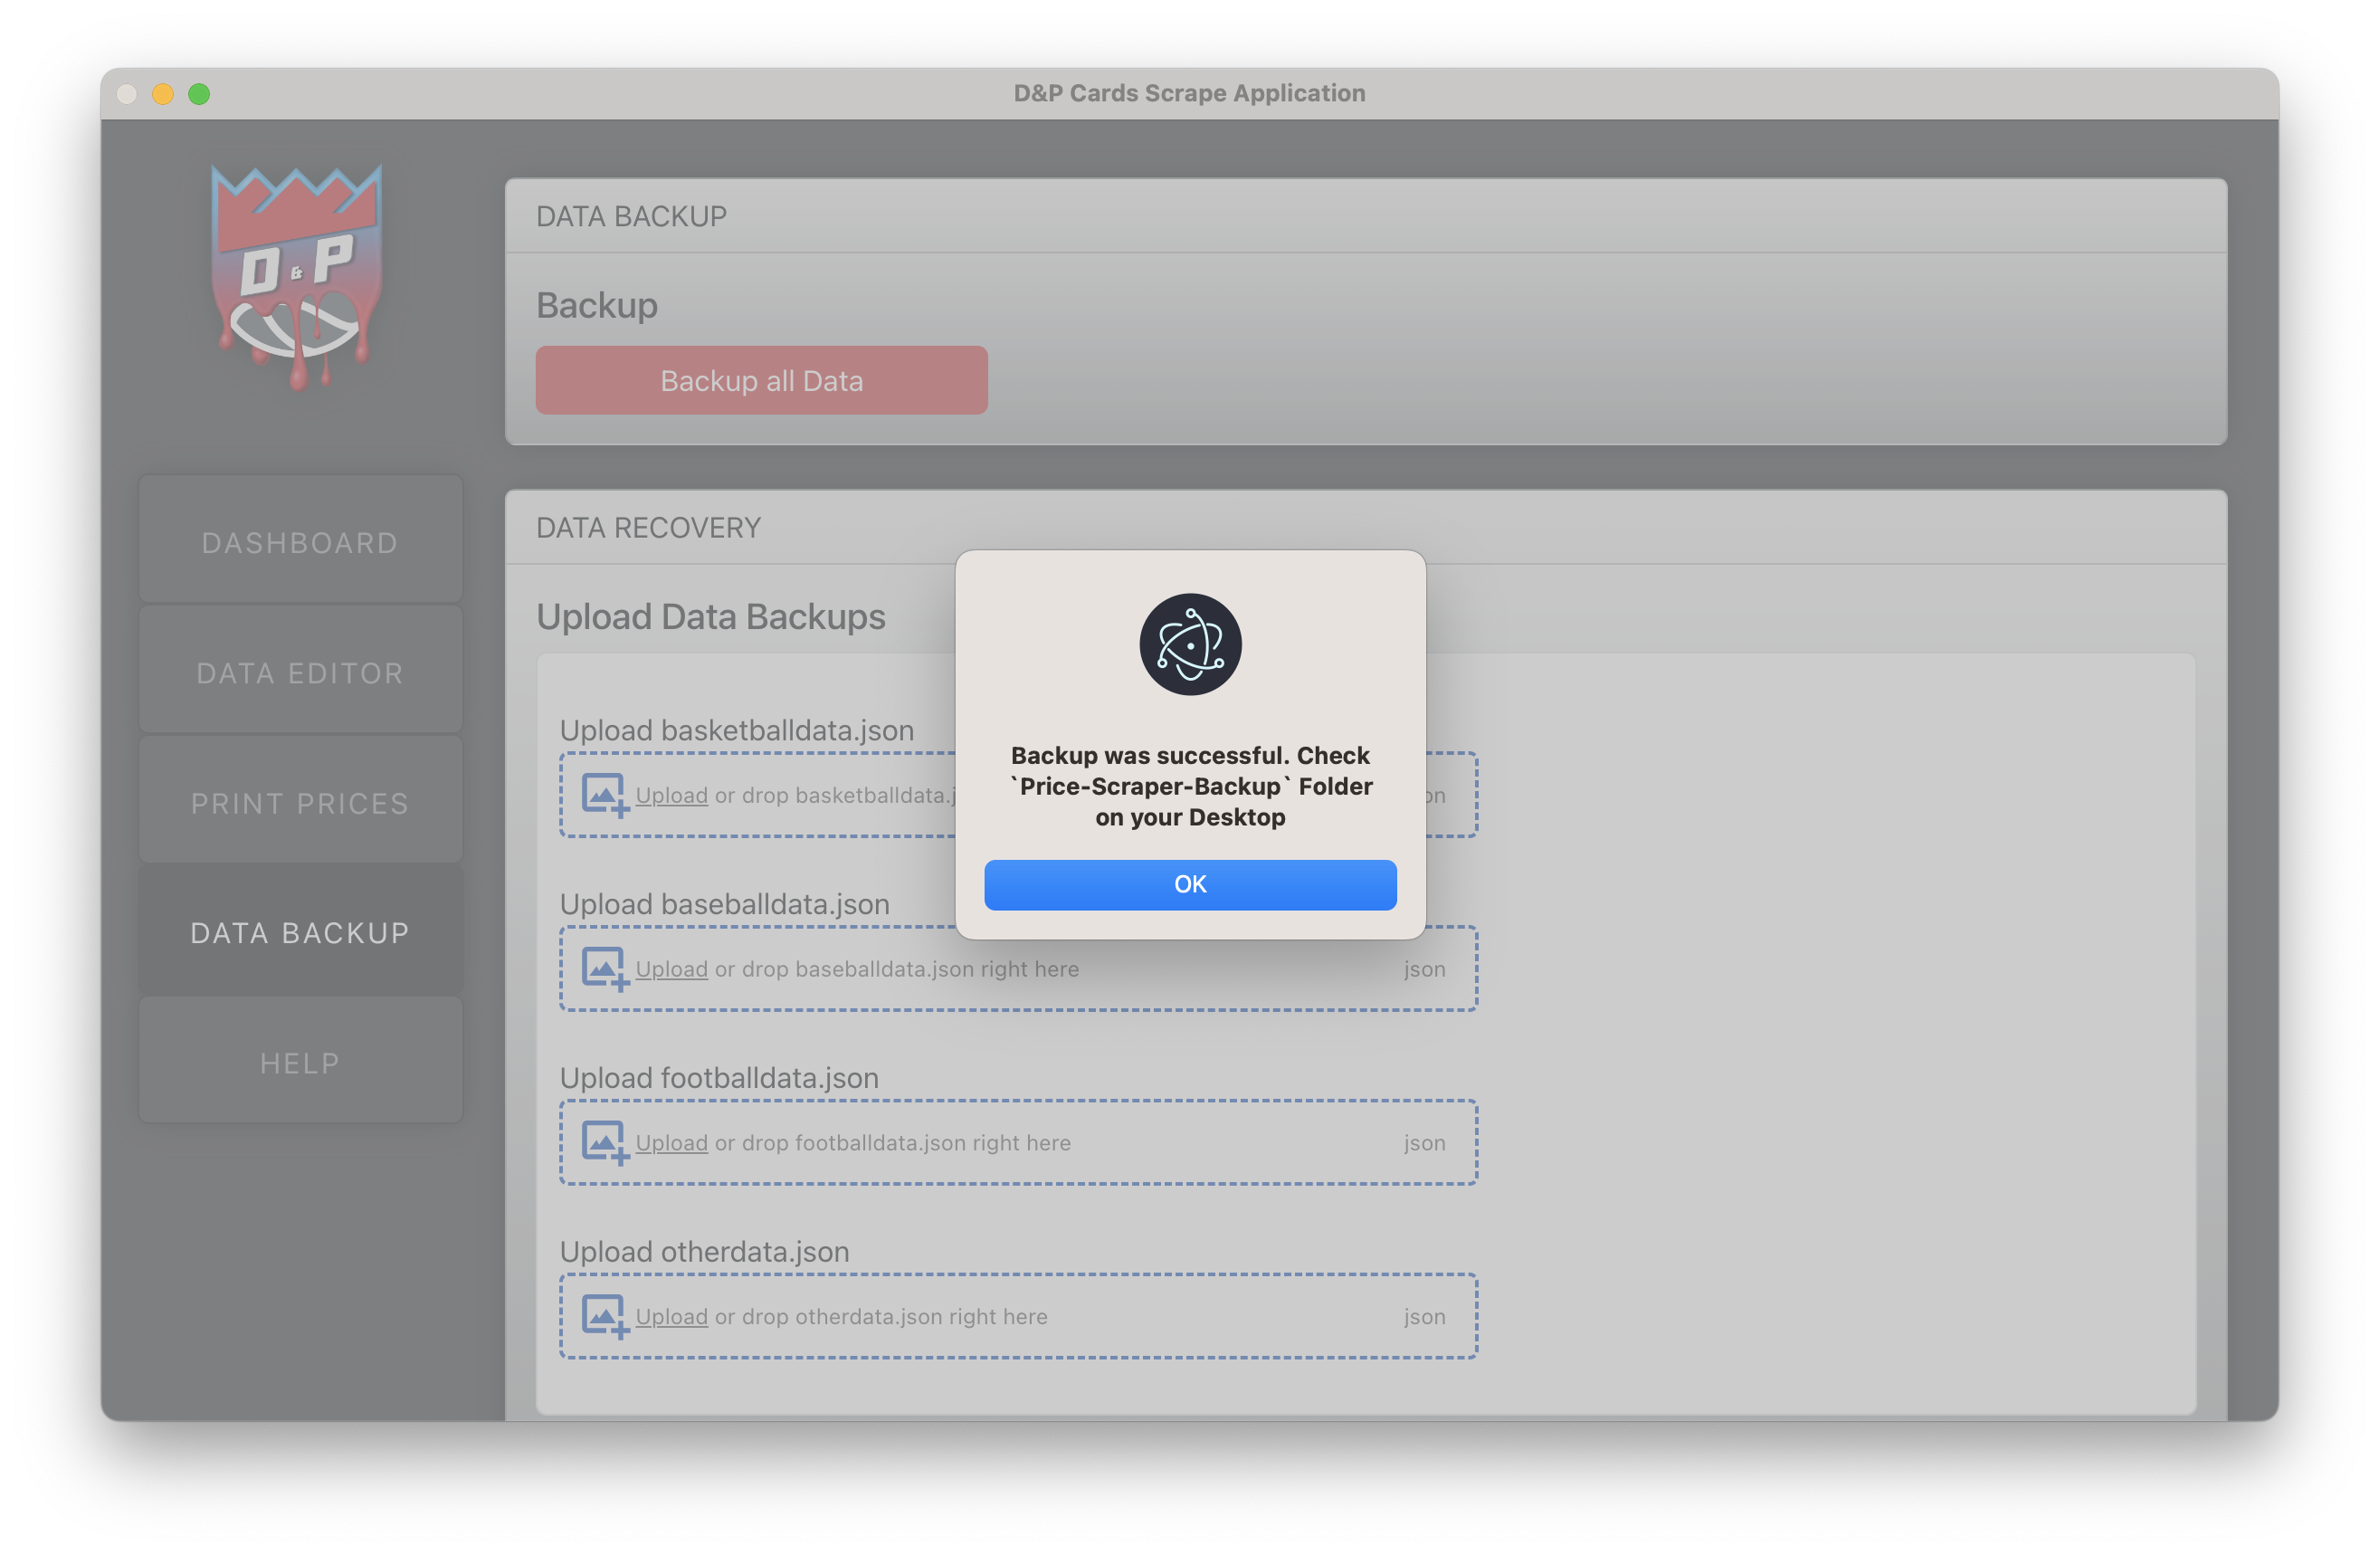 D&P Cards Scrape Application
D & P
DATA BACKUP
Backup
Backup all Data
DASHBOARD
DATA EDITOR
PRINT PRICES
DATA BACKUP
HELP
DATA RECOVERY
Upload Data Backups
Upload basketballdata.json
Upload or drop basketballdata.j
on
Upload baseballdata.json
Upload or drop baseballdata.json right here
json
Upload footballdata.json
Upload or drop footballdata.json right here
json
Upload otherdata.json
Upload or drop otherdata.json right here
json
Backup was successful. Check
`Price-Scraper-Backup` Folder
on your Desktop
OK